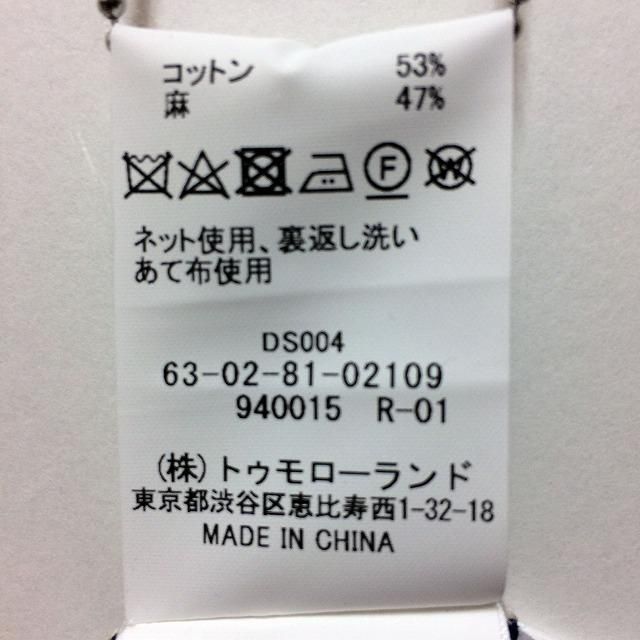 コットン 53%
麻 47%
F W
ネット使用、裏返し洗い
あて布使用
DS004
63-02-81-02109
940015 R-01
(株)トゥモローランド
東京都渋谷区恵比寿西1-32-18
MADE IN CHINA